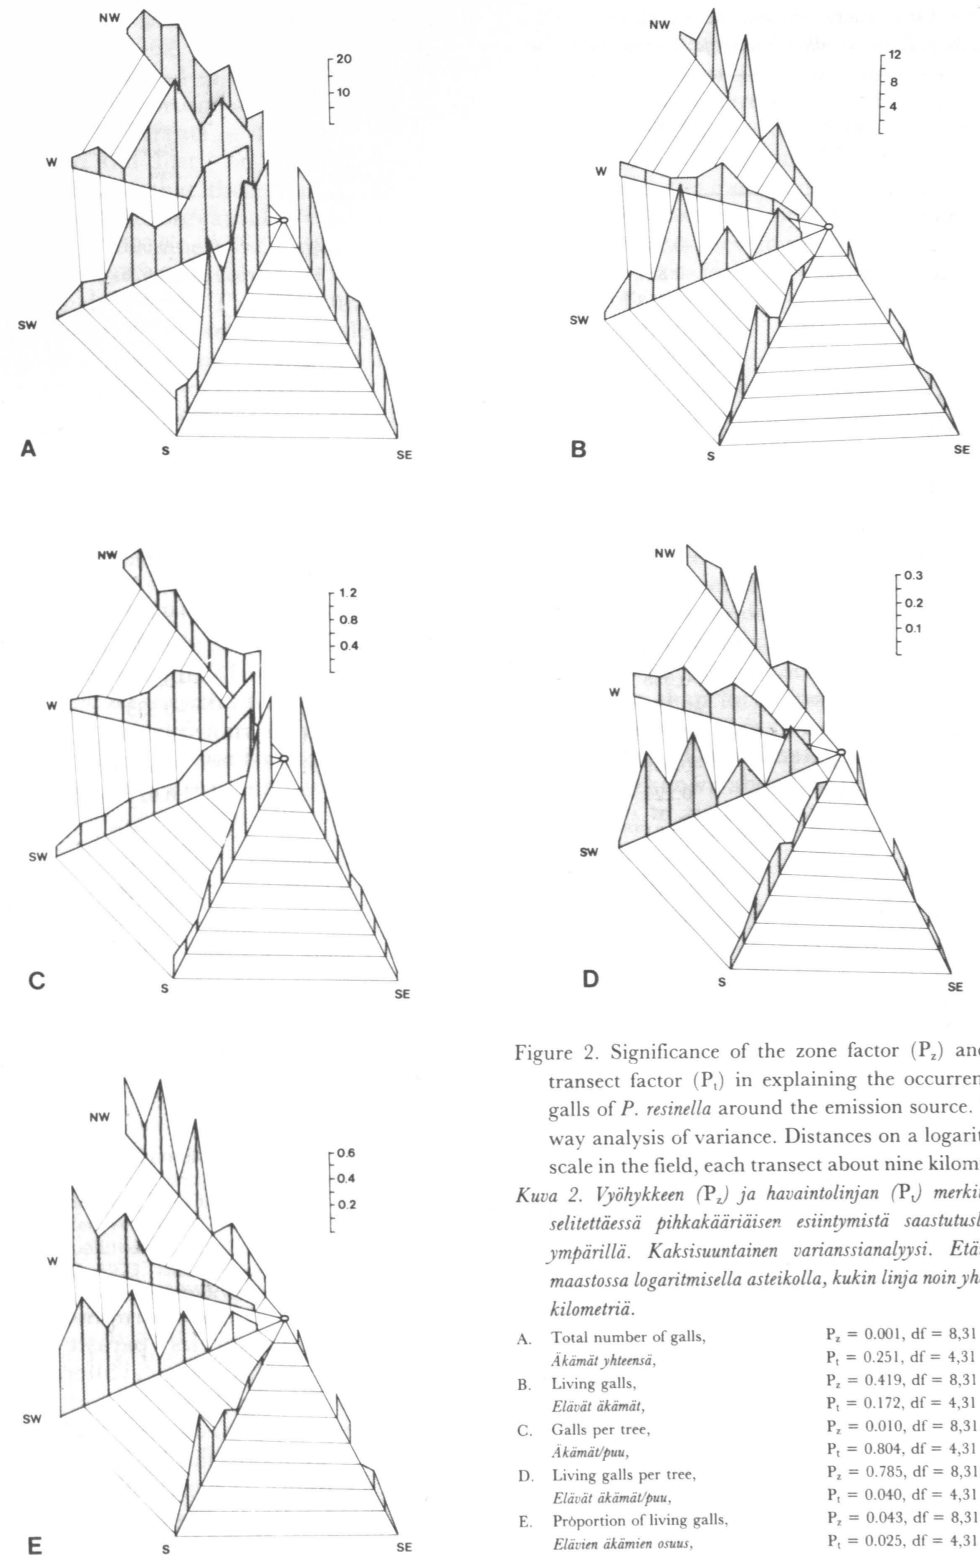 NW
20
10
W
SW
S
SE
A
NW
12
8
4
W
SW
S
SE
B
NW
1.2
0.8
0.4
W
SW
S
SE
C
NW
0.3
0.2
0.1
W
SW
S
SE
D
NW
0.6
0.4
0.2
W
SW
S
SE
E
Figure 2. Significance of the zone factor (Pz) an
transect factor (Pt) in explaining the occurren
galls of P. resinella around the emission source.
way analysis of variance. Distances on a logarit
scale in the field, each transect about nine kilom
Kuva 2. Vyöhykkeen (Pz) ja havaintolinjan (Pt) merki
selitettäessä pihkakääriäisen esiintymistä saastutusl
ympärillä. Kaksisuuntainen varianssianalyysi. Etä
maastossa logaritmisella asteikolla, kukin linja noin yh
kilometriä.
A. Total number of galls, Pz = 0.001, df = 8,31
Äkämät yhteensä, Pt = 0.251, df = 4,31
B. Living galls, Pz = 0.419, df = 8,31
Elävät äkämät, Pt = 0.172, df = 4,31
C. Galls per tree, Pz = 0.010, df = 8,31
Äkämät/puu, Pt = 0.804, df = 4,31
D. Living galls per tree, Pz = 0.785, df = 8,31
Elävät äkämät/puu, Pt = 0.040, df = 4,31
E. Proportion of living galls, Pz = 0.043, df = 8,31
Elävien äkämien osuus, Pt = 0.025, df = 4,31